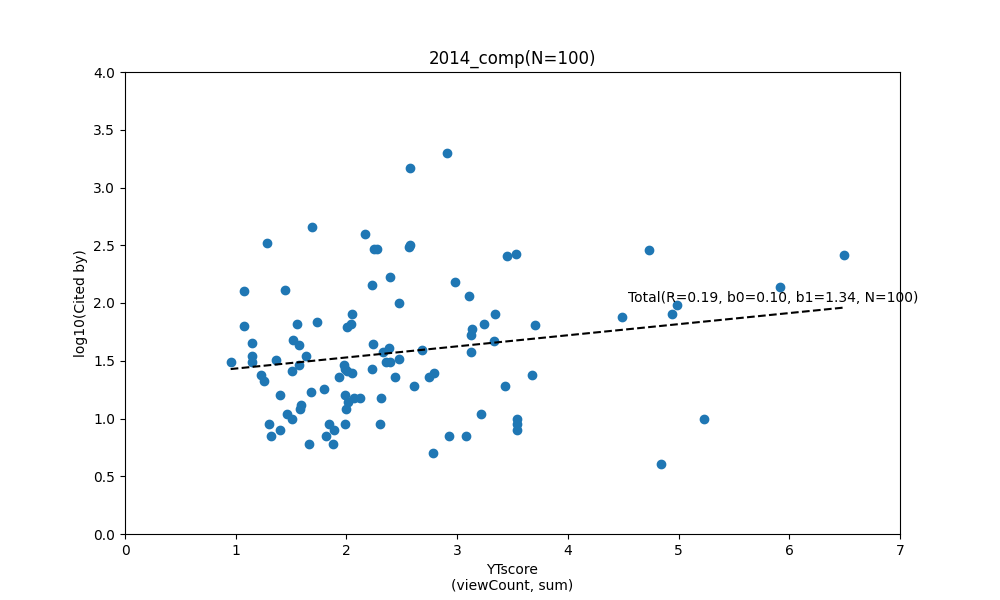 2014_comp(N=100)
4.0
3.5
3.0
2.5
2.0
1.5
1.0
0.5
0.0
log10(Cited by)
Total(R=0.19, b0=0.10, b1=1.34, N=100)
0 1 2 3 4 5 6 7
YTscore
(viewCount, sum)